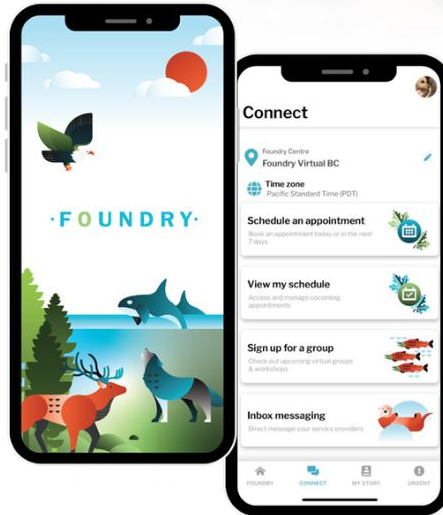 ·FOUNDRY·
Connect
Foundry Centre
Foundry Virtual BC
Time zone
Pacific Standard Time (PDT)
Schedule an appointment
Book an appointment today or in the next
7 days
View my schedule
Access and manage upcoming
appointments
Sign up for a group
Check out upcoming virtual groups
& workshops
Inbox messaging
Direct message your service providers
FOUNDRY
CONNECT
MY STORY
URGENT